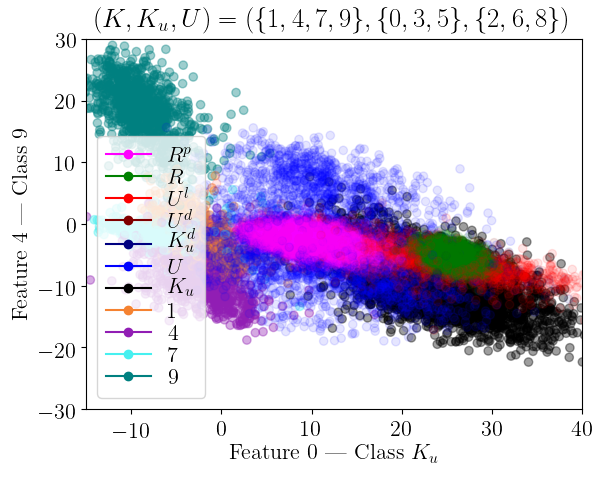 (K, K_u, U) = ({1, 4, 7, 9}, {0, 3, 5}, {2, 6, 8})
30
20
10
0
−10
−20
−30
Feature 4 — Class 9
R^p
R
U^l
U^d
K_u^d
U
K_u
1
4
7
9
−10 0 10 20 30 40
Feature 0 — Class K_u